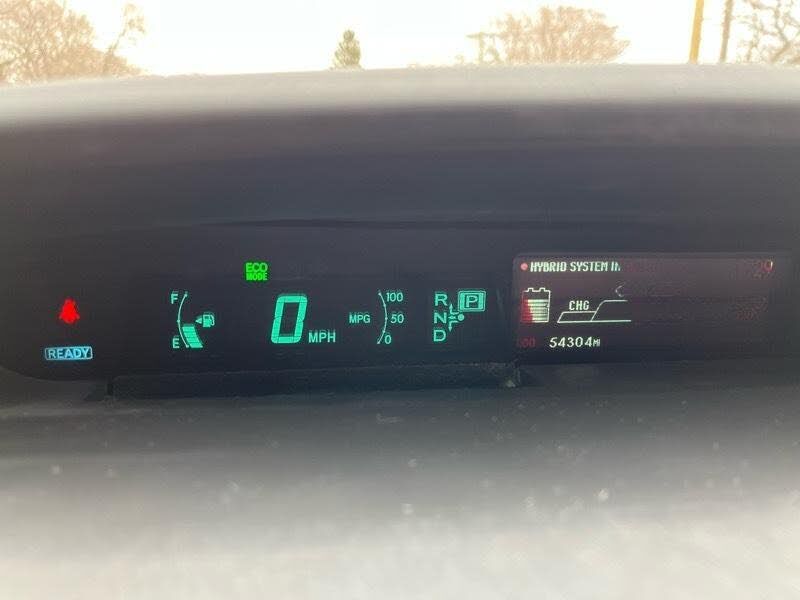 ECO
MODE
READY
F
E
0 MPH
MPG
100
50
0
R
N
D
P
HYBRID SYSTEM
CHG
54304MI